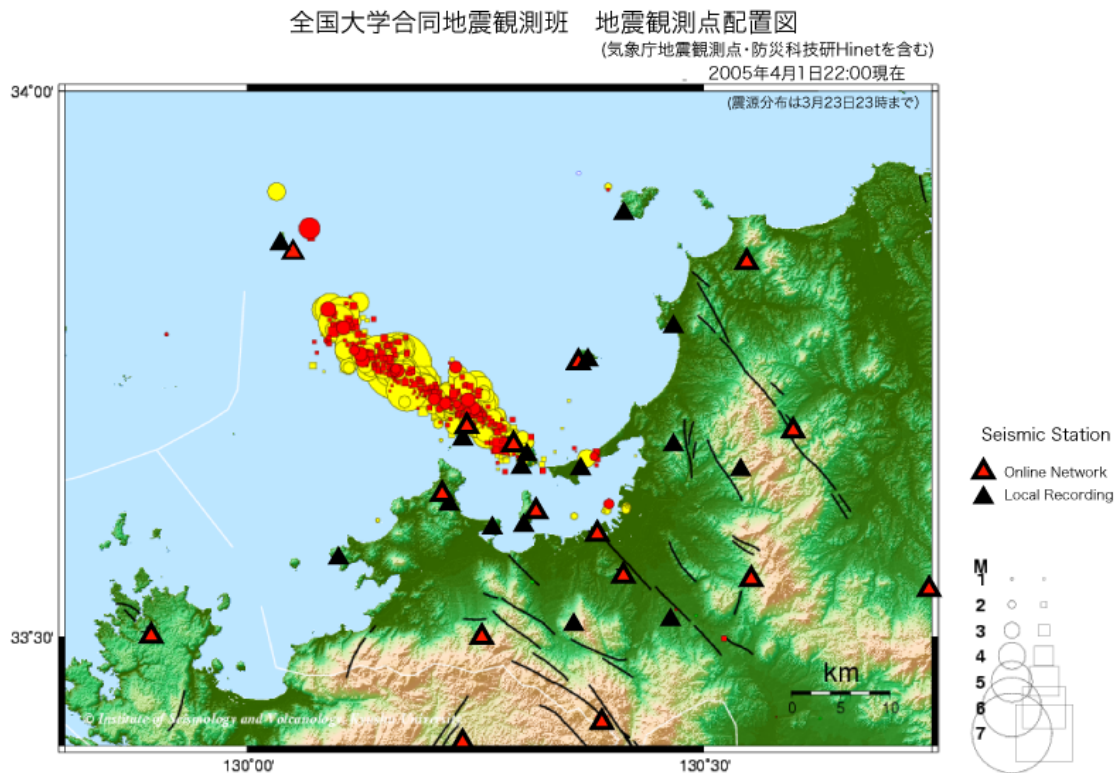 全国大学合同地震観測班　地震観測点配置図
(気象庁地震観測点・防災科技研Hinetを含む)
2005年4月1日22:00現在
(震源分布は3月23日23時まで)
34°00'
33°30'
130°00'
130°30'
km
0 5 10
© Institute of Seismology and Volcanology, Kyushu University
Seismic Station
Online Network
Local Recording
M
1
2
3
4
5
6
7